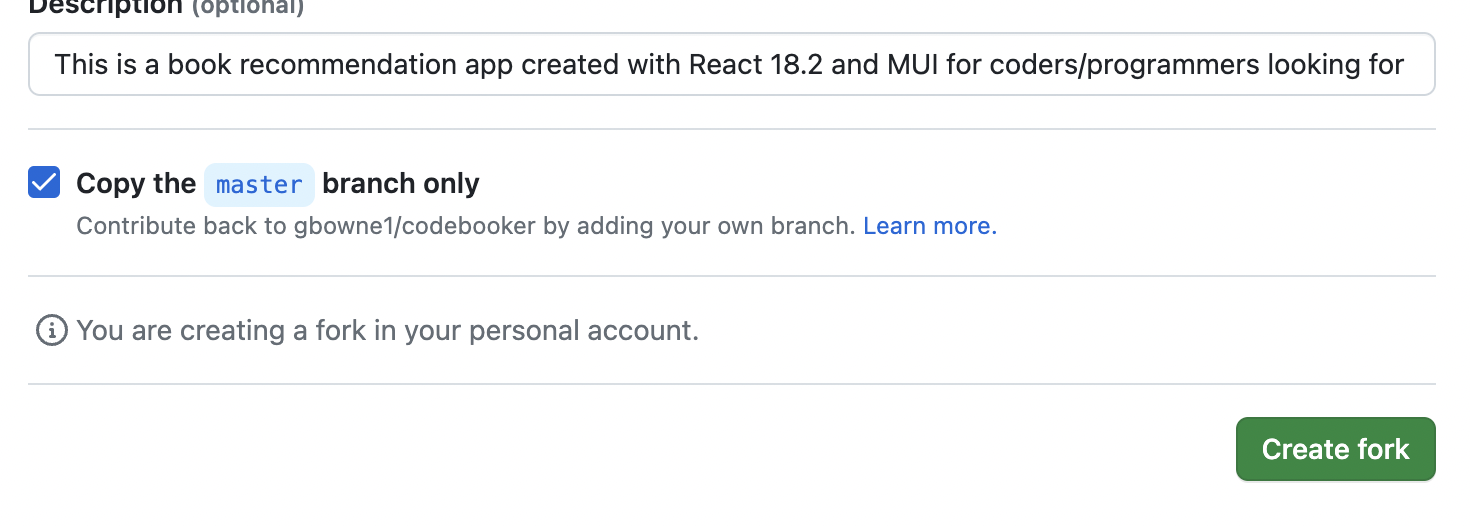 Description (optional)
This is a book recommendation app created with React 18.2 and MUI for coders/programmers looking for
Copy the master branch only
Contribute back to gbowne1/codebooker by adding your own branch. Learn more.
You are creating a fork in your personal account.
Create fork